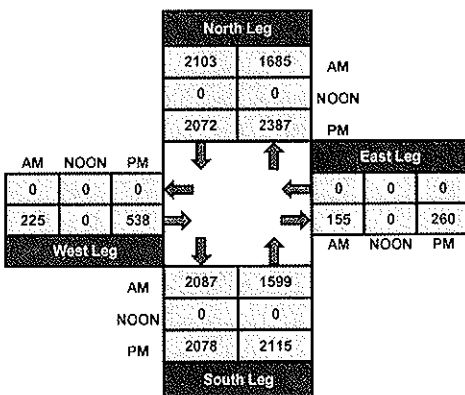 North Leg
2103 1685 AM
0 0 NOON
2072 2387 PM
AM NOON PM
0 0 0
225 0 538
West Leg
East Leg
0 0 0
155 0 260
AM NOON PM
AM 2087 1599
NOON 0 0
PM 2078 2115
South Leg